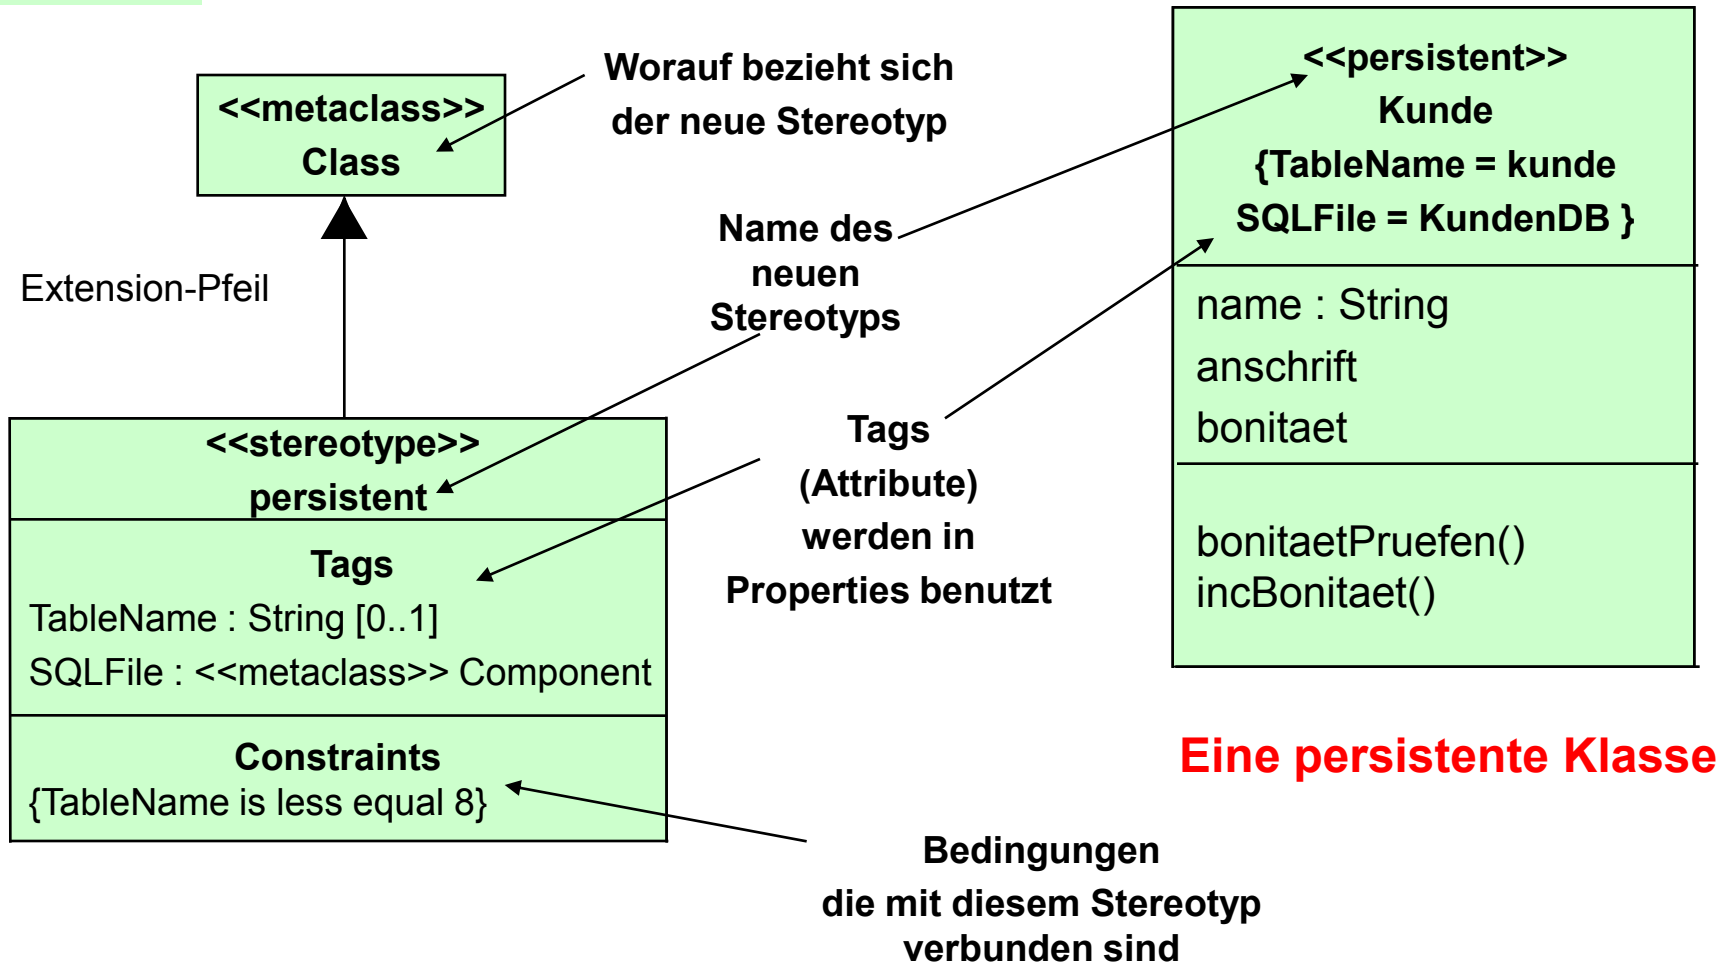 <<metaclass>>
Class
Worauf bezieht sich
der neue Stereotyp
Extension-Pfeil
Name des
neuen
Stereotyps
<<stereotype>>
persistent
Tags
TableName : String [0..1]
SQLFile : <<metaclass>> Component
Constraints
{TableName is less equal 8}
Tags
(Attribute)
werden in
Properties benutzt
Bedingungen
die mit diesem Stereotyp
verbunden sind
<<persistent>>
Kunde
{TableName = kunde
SQLFile = KundenDB }
name : String
anschrift
bonitaet
bonitaetPruefen()
incBonitaet()
Eine persistente Klasse